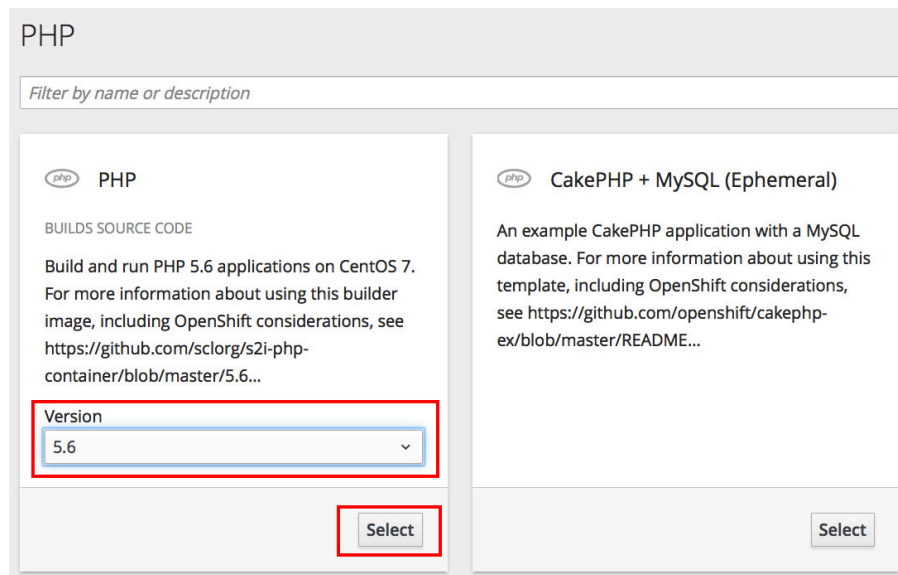 PHP
Filter by name or description
php PHP
BUILDS SOURCE CODE
Build and run PHP 5.6 applications on CentOS 7.
For more information about using this builder
image, including OpenShift considerations, see
https://github.com/sclorg/s2i-php-
container/blob/master/5.6...
Version
5.6
Select
php CakePHP + MySQL (Ephemeral)
An example CakePHP application with a MySQL
database. For more information about using this
template, including OpenShift considerations,
see https://github.com/openshift/cakephp-
ex/blob/master/README...
Select